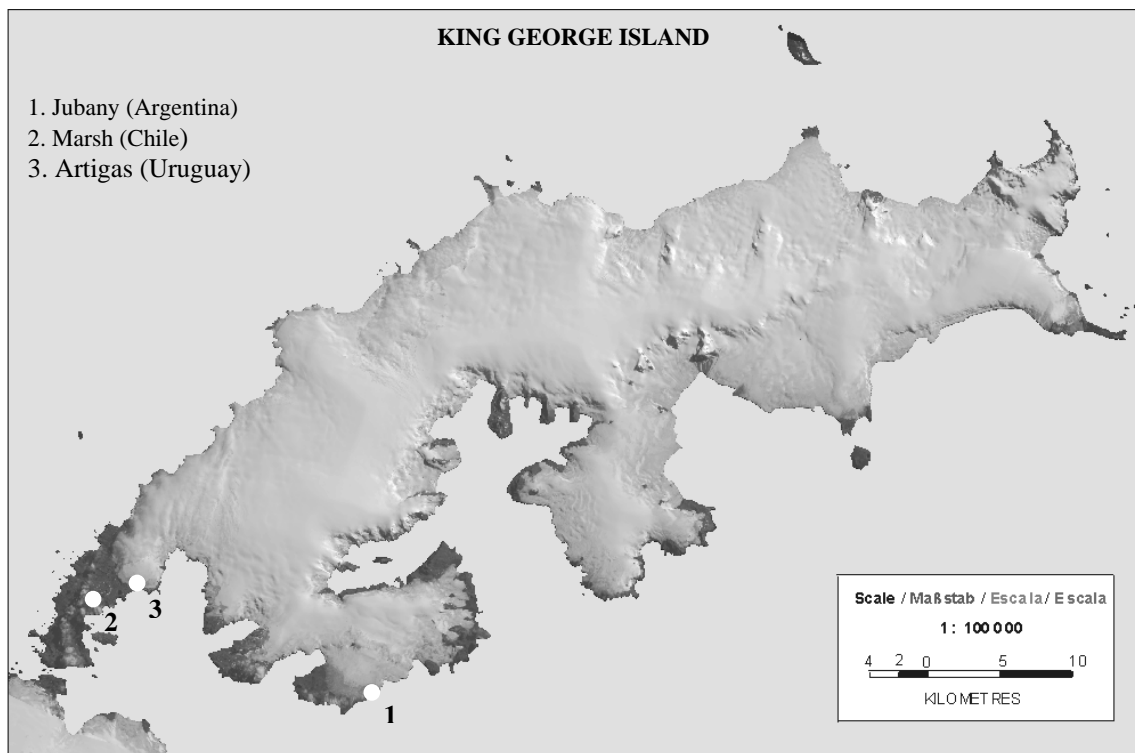 KING GEORGE ISLAND
1. Jubany (Argentina)
2. Marsh (Chile)
3. Artigas (Uruguay)
2
3
1
Scale / Maßstab / Escala/ Escala
1: 100 000
4 2 0 5 10
KILOMETRES